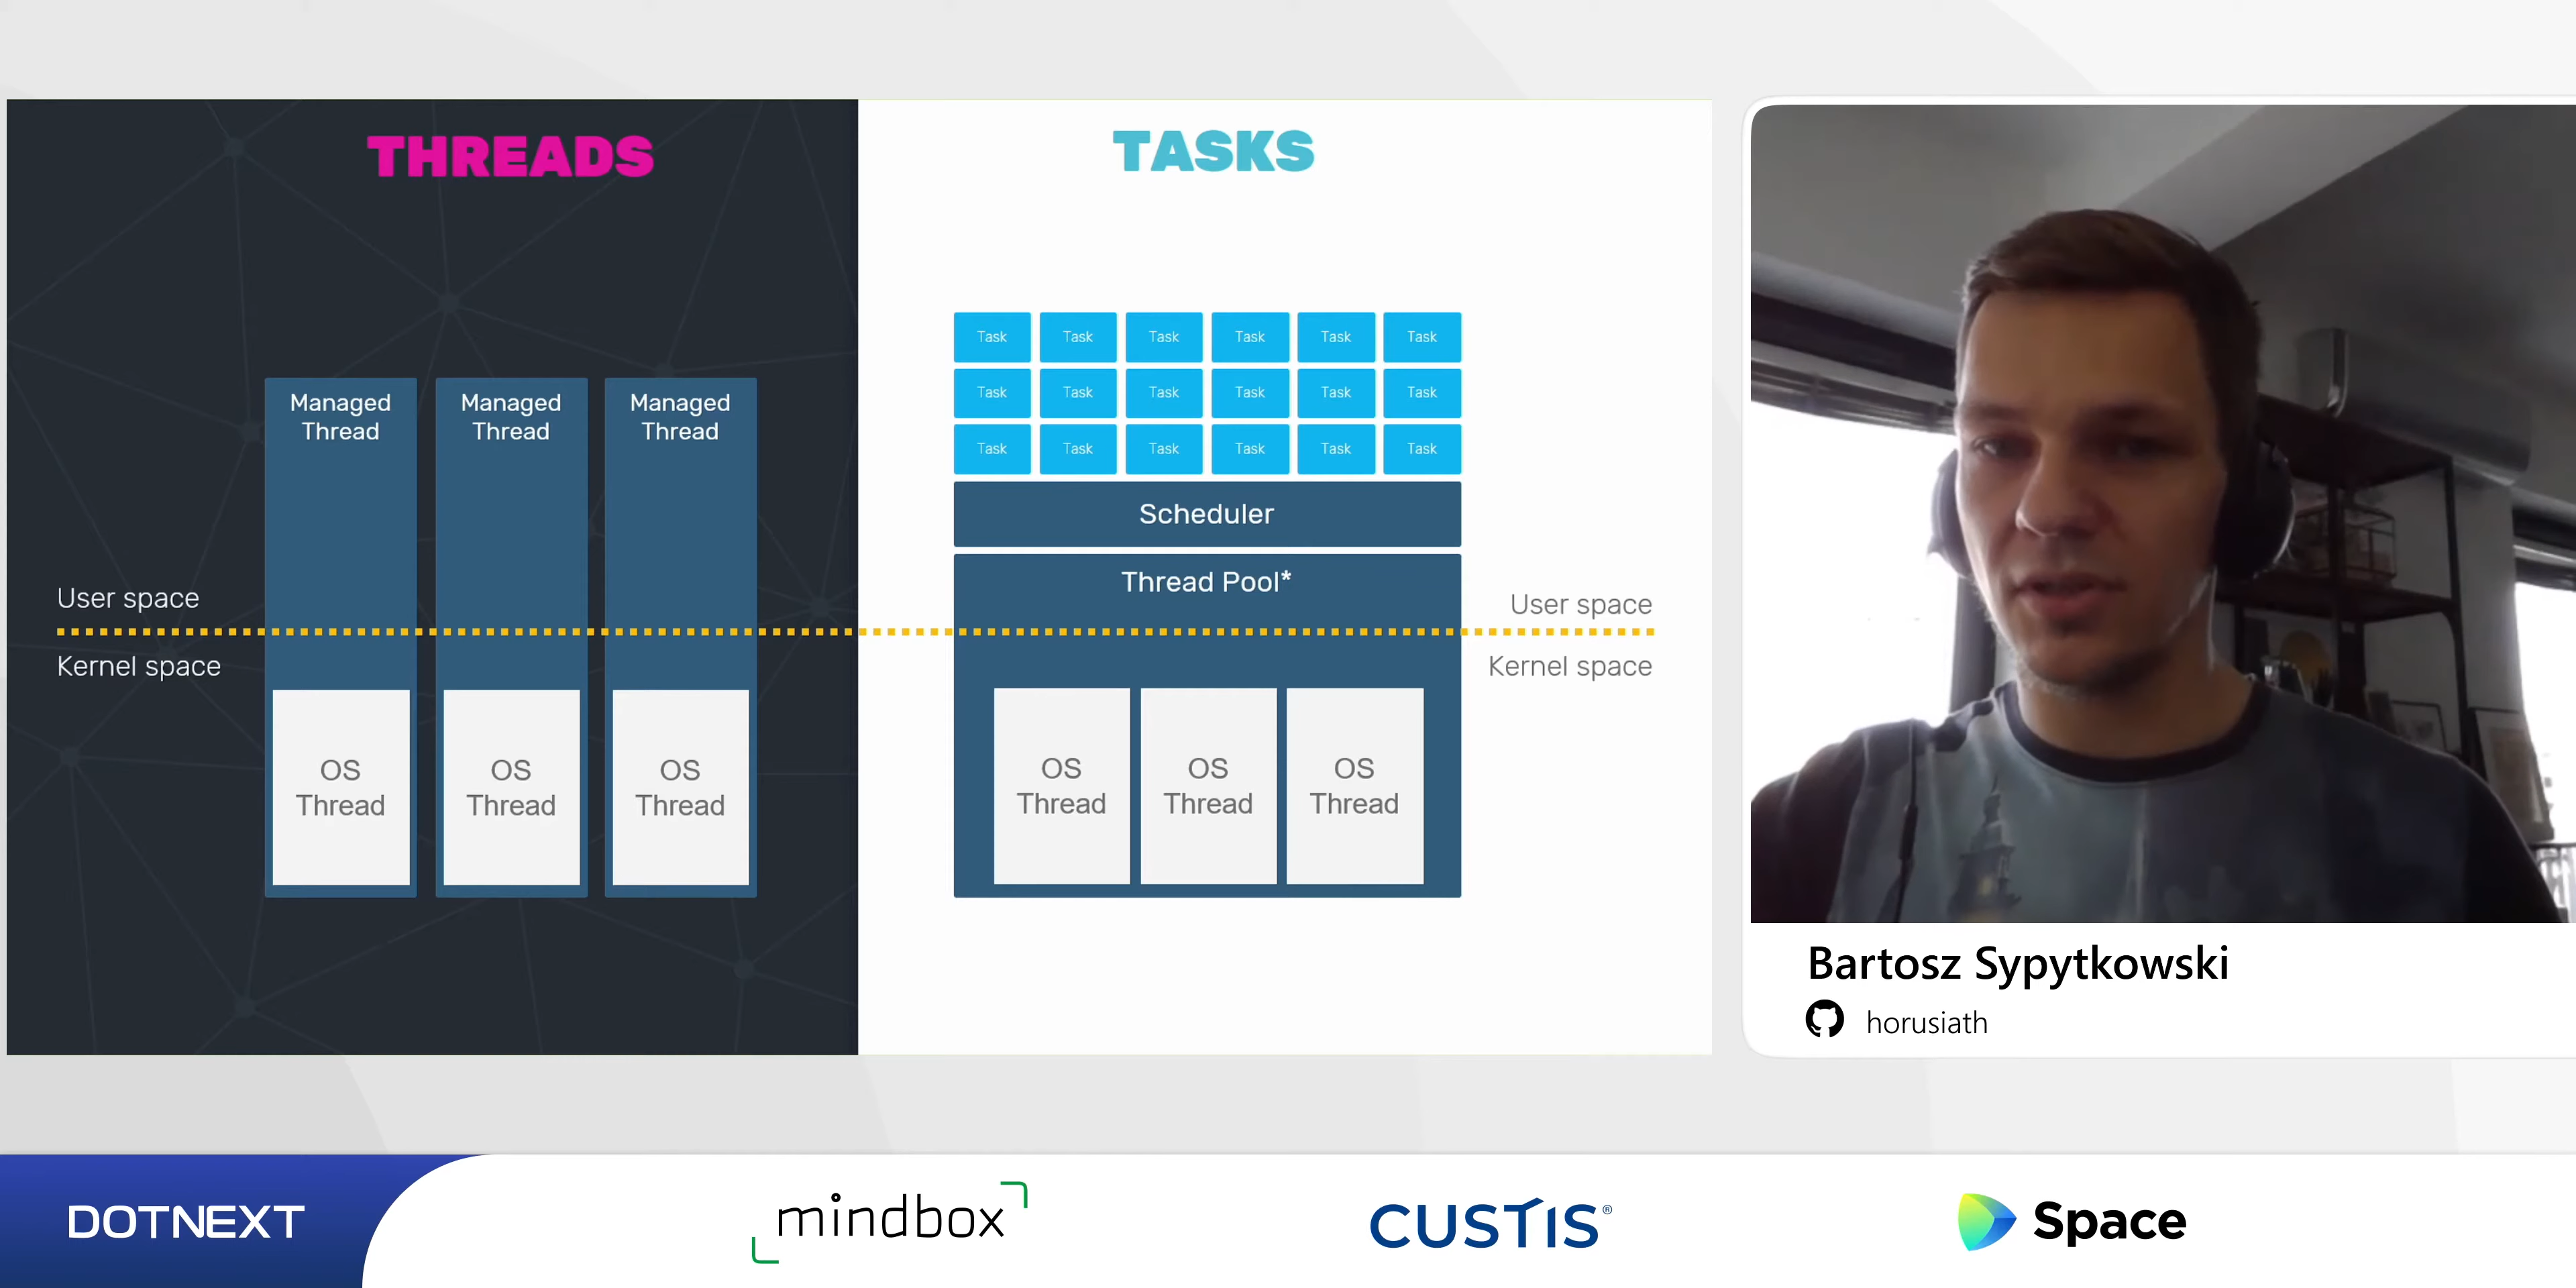 THREADS
Managed
Thread
Managed
Thread
Managed
Thread
User space
Kernel space
OS
Thread
OS
Thread
OS
Thread
TASKS
Task Task Task Task Task Task
Task Task Task Task Task Task
Task Task Task Task Task Task
Scheduler
Thread Pool*
User space
Kernel space
OS
Thread
OS
Thread
OS
Thread
Bartosz Sypytkowski
horusiath
DOTNEXT
mindbox
CUSTIS®
Space